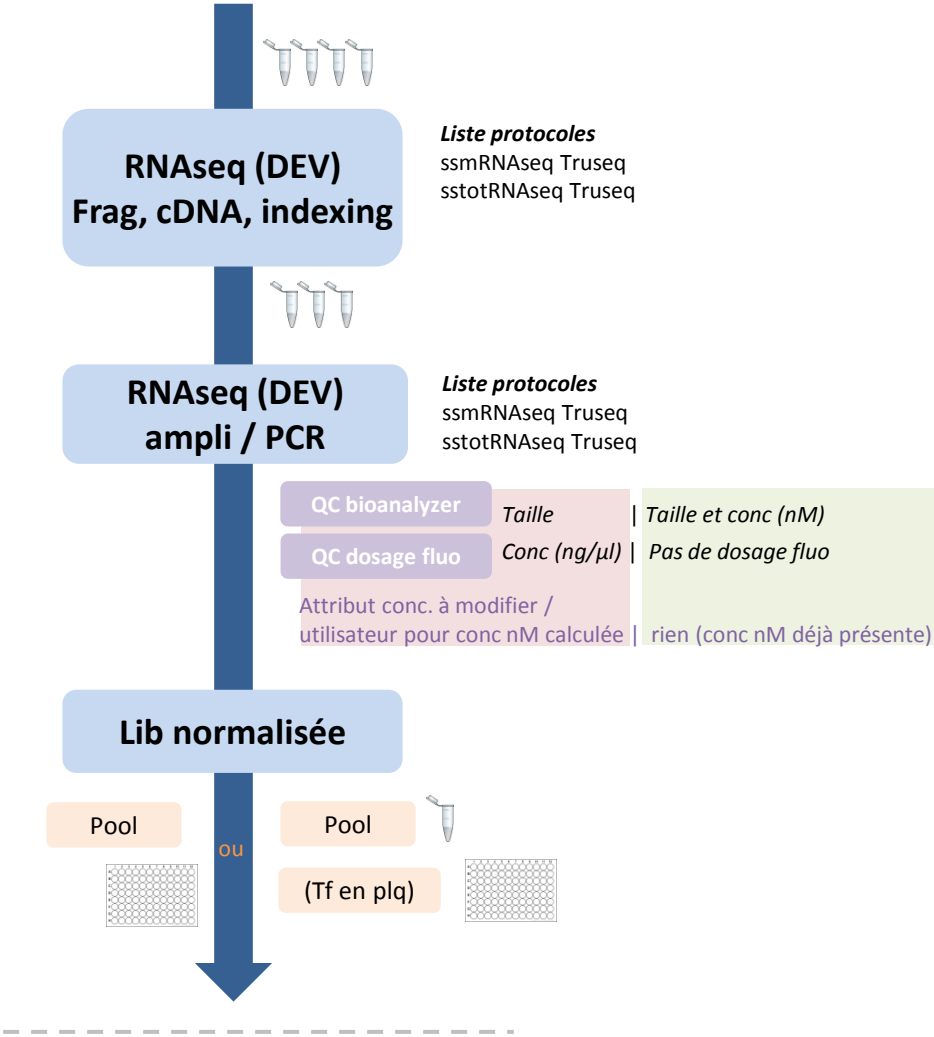 RNAseq (DEV)
Frag, cDNA, indexing
Liste protocoles
ssmRNAseq Truseq
sstotRNAseq Truseq
RNAseq (DEV)
ampli / PCR
Liste protocoles
ssmRNAseq Truseq
sstotRNAseq Truseq
QC bioanalyzer Taille | Taille et conc (nM)
QC dosage fluo Conc (ng/µl) | Pas de dosage fluo
Attribut conc. à modifier /
utilisateur pour conc nM calculée | rien (conc nM déjà présente)
Lib normalisée
Pool
ou
Pool
(Tf en plq)